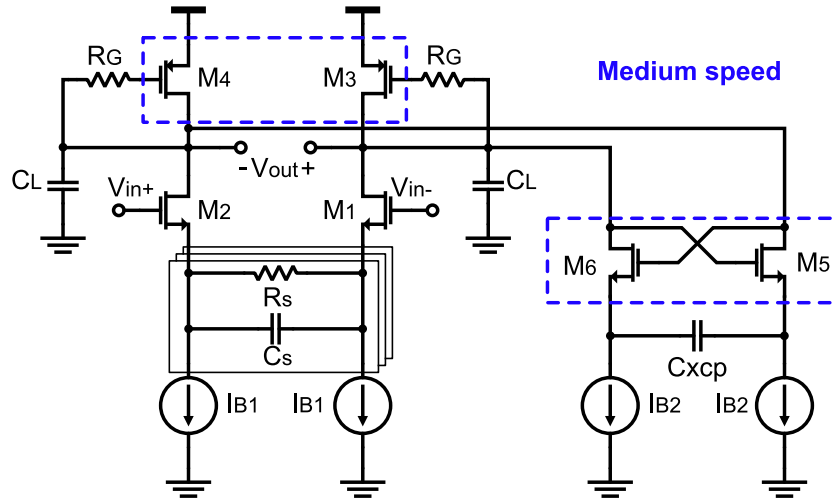 RG
M4
M3
RG
Medium speed
-Vout+
CL
Vin+
M2
M1
Vin-
CL
M6
M5
Rs
Cs
Cxcp
IB1
IB1
IB2
IB2